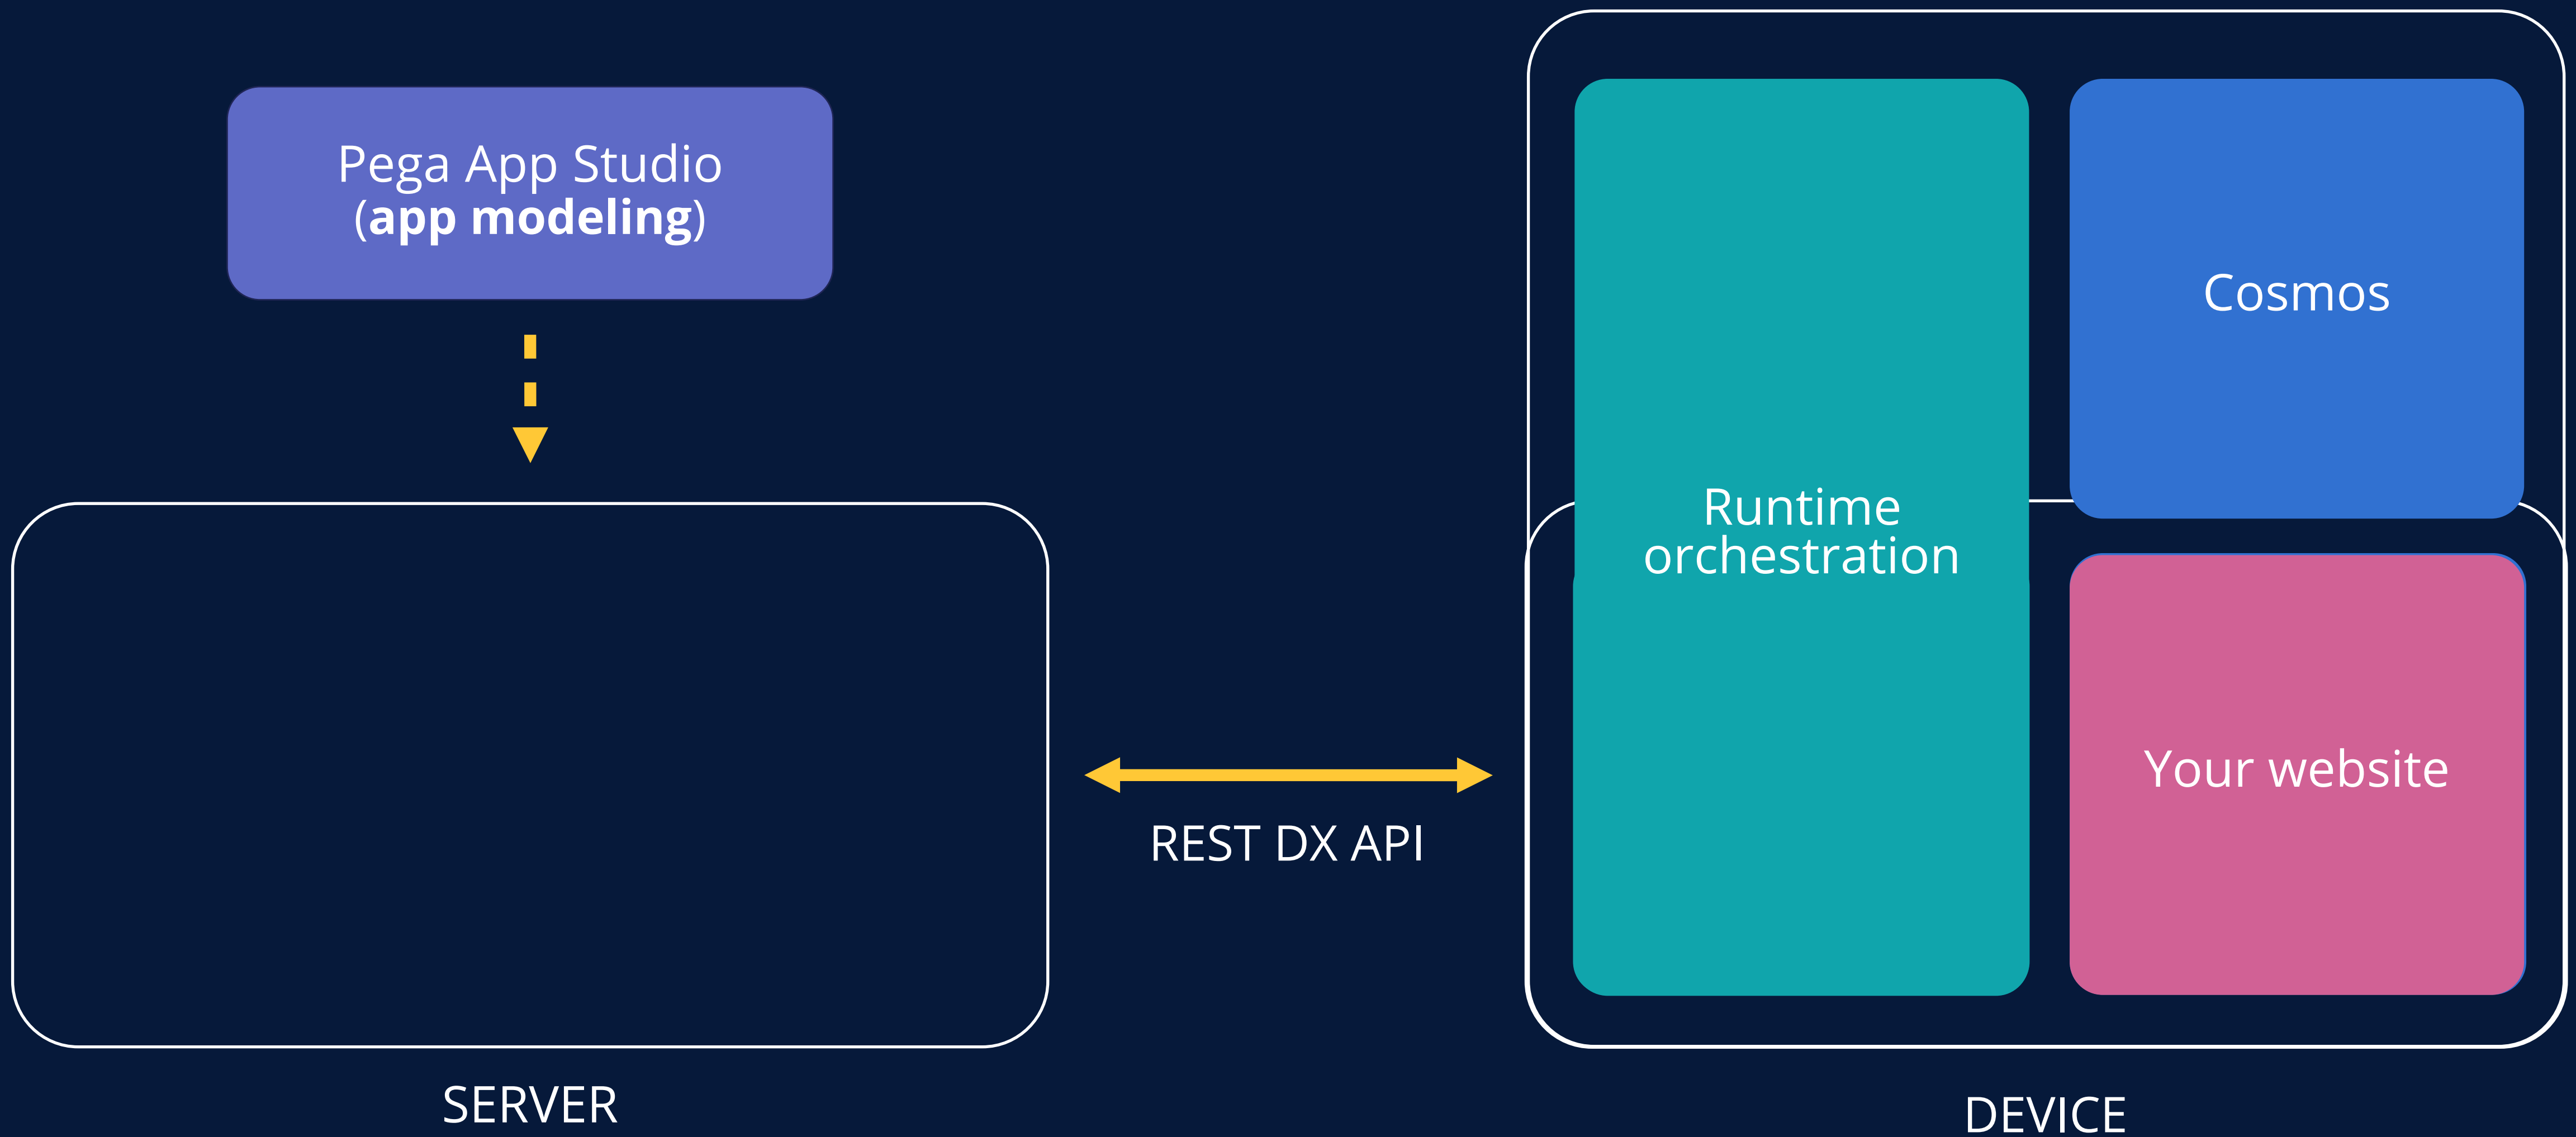 Pega App Studio
(app modeling)
Cosmos
Runtime
orchestration
Your website
REST DX API
SERVER
DEVICE